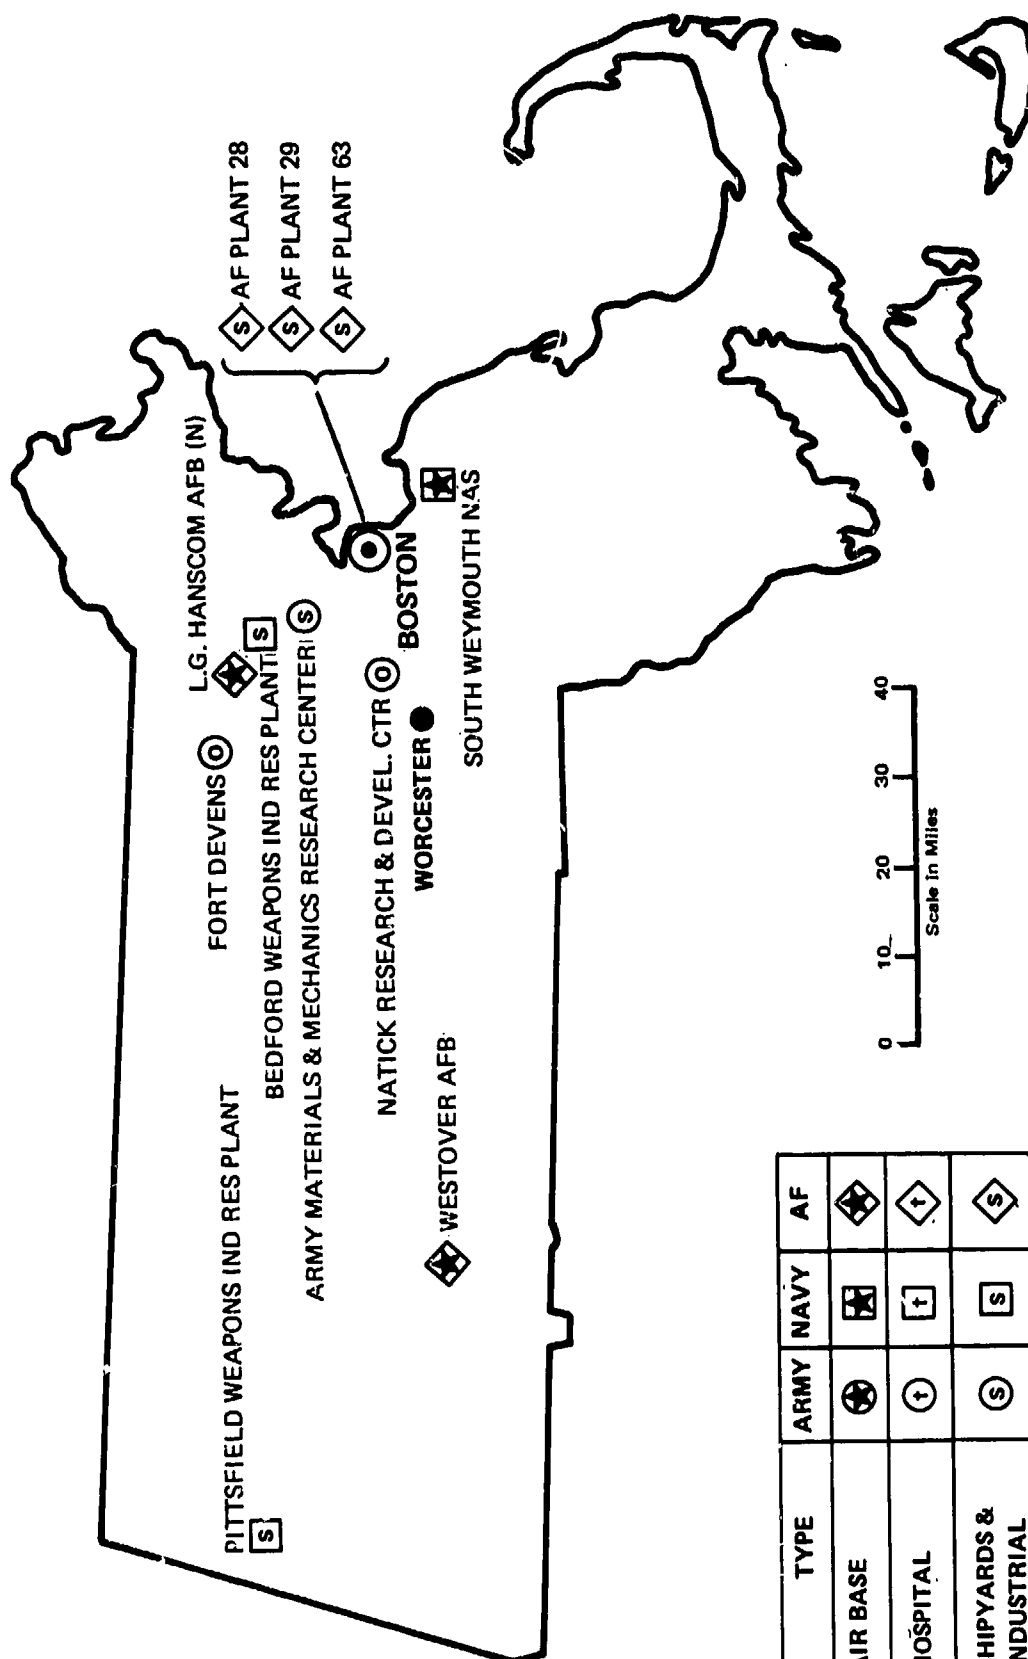 PITTSFIELD WEAPONS IND RES PLANT
s
FORT DEVENS
O
L.G. HANSCOM AFB (N)
BEDFORD WEAPONS IND RES PLANT
s
ARMY MATERIALS & MECHANICS RESEARCH CENTER
s
s AF PLANT 28
s AF PLANT 29
s AF PLANT 63
NATICK RESEARCH & DEVEL. CTR
O
BOSTON
WORCESTER
WESTOVER AFB
SOUTH WEYMOUTH NAS
0 10 20 30 40
Scale in Miles
TYPE ARMY NAVY AF
AIR BASE
HOSPITAL t t t
HIPYARDS &
NDUSTRIAL s s s